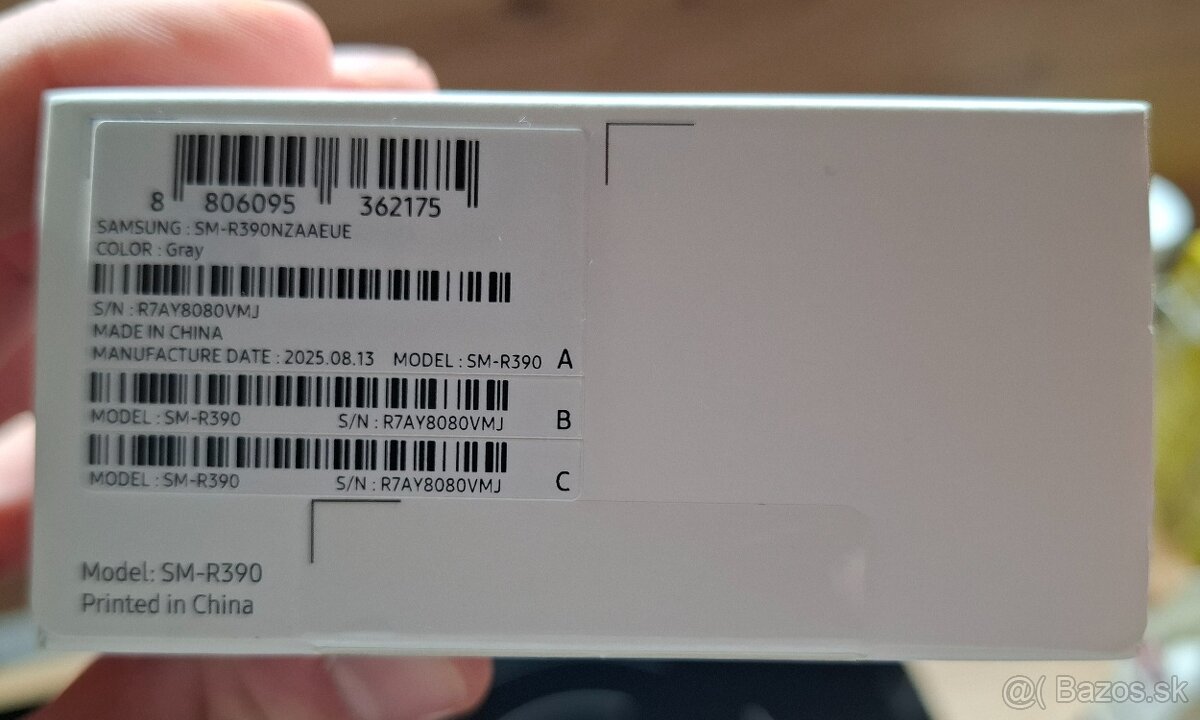 8 806095 362175
SAMSUNG : SM-R390NZAAEUE
COLOR : Gray
S/N : R7AY8080VMJ
MADE IN CHINA
MANUFACTURE DATE : 2025.08.13 MODEL : SM-R390 A
MODEL : SM-R390 S/N : R7AY8080VMJ B
MODEL : SM-R390 S/N : R7AY8080VMJ C
Model: SM-R390
Printed in China
@( Bazos.sk